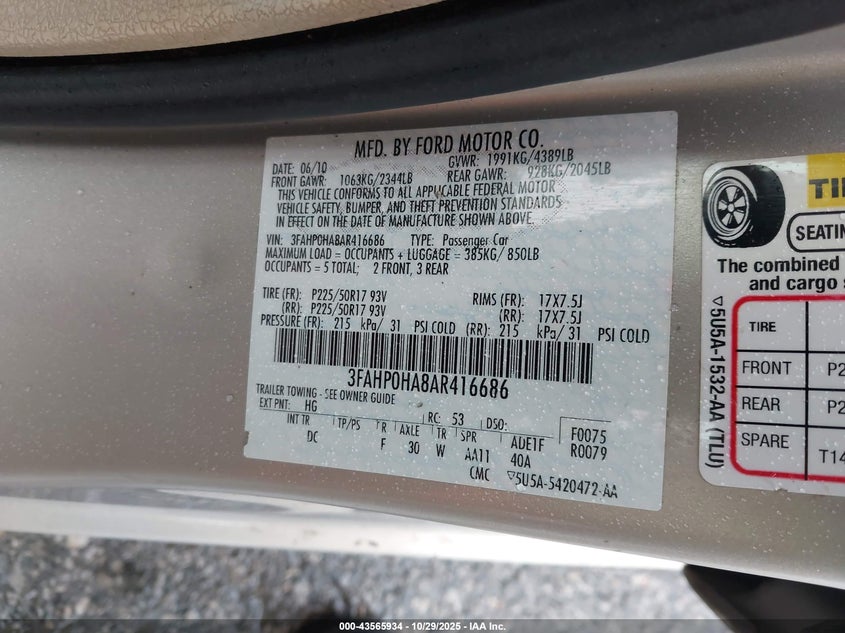 MFD. BY FORD MOTOR CO.
DATE: 06/10 GVWR: 1991KG/4389LB
FRONT GAWR: 1063KG/2344LB REAR GAWR: 928KG/2045LB
THIS VEHICLE CONFORMS TO ALL APPLICABLE FEDERAL MOTOR
VEHICLE SAFETY, BUMPER, AND THEFT PREVENTION STANDARDS
IN EFFECT ON THE DATE OF MANUFACTURE SHOWN ABOVE.
VIN: 3FAHP0HA8AR416686 TYPE: Passenger Car
MAXIMUM LOAD = OCCUPANTS + LUGGAGE = 385KG/ 850LB
OCCUPANTS = 5 TOTAL; 2 FRONT, 3 REAR
TIRE (FR): P225/50R17 93V RIMS (FR): 17X7.5J
(RR): P225/50R17 93V (RR): 17X7.5J
PRESSURE (FR): 215 kPa/ 31 PSI COLD (RR): 215 kPa/ 31 PSI COLD
3FAHP0HA8AR416686
TRAILER TOWING - SEE OWNER GUIDE
EXT PNT: HG RC: 53 DSO:
INT TR TP/PS R AXLE TR SPR ADE1F F0075
DC F 30 W AA11 40A R0079
CMC ▽5U5A-5420472-AA
▽5U5A-1532-AA (TLU)
TI
SEATIN
The combined
and cargo s
TIRE
FRONT P2
REAR P2
SPARE T14
000-43565934 | 10/29/2025 - IAA Inc.